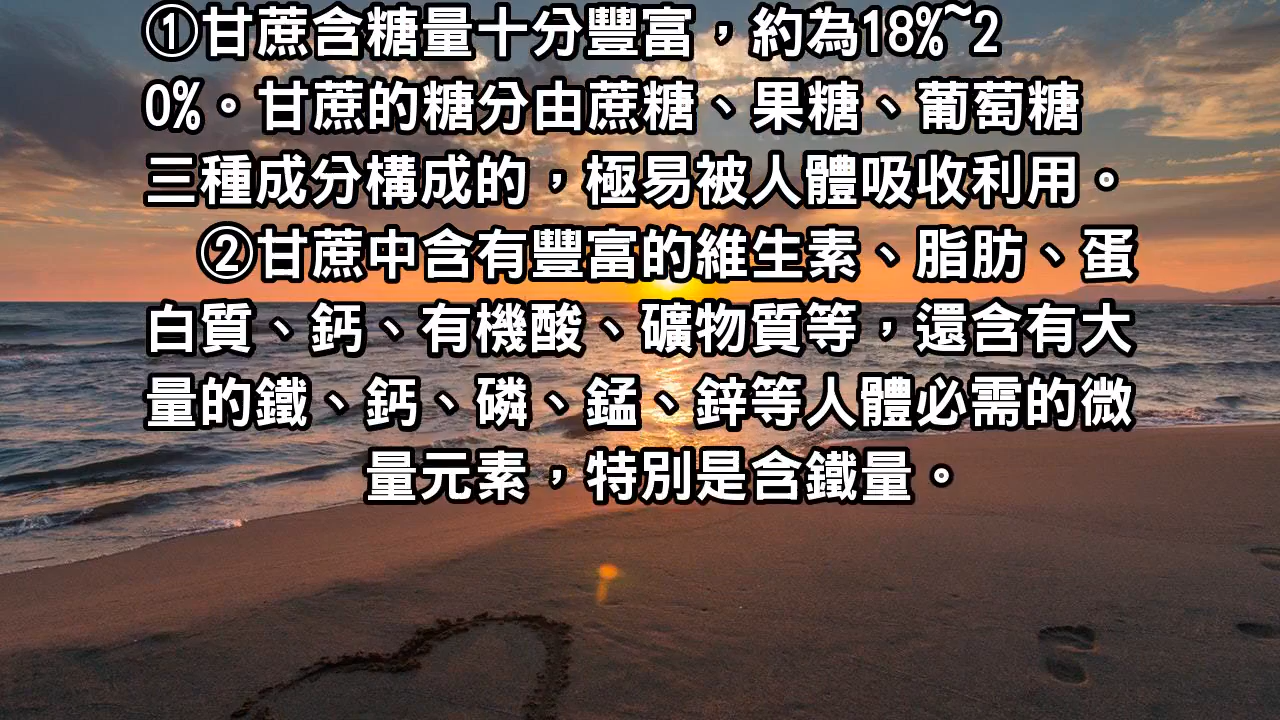 ①甘蔗含糖量十分豐富，約為18%~2
0%。甘蔗的糖分由蔗糖、果糖、葡萄糖
三種成分構成的，極易被人體吸收利用。
②甘蔗中含有豐富的維生素、脂肪、蛋
白質、鈣、有機酸、礦物質等，還含有大
量的鐵、鈣、磷、錳、鋅等人體必需的微
量元素，特別是含鐵量。